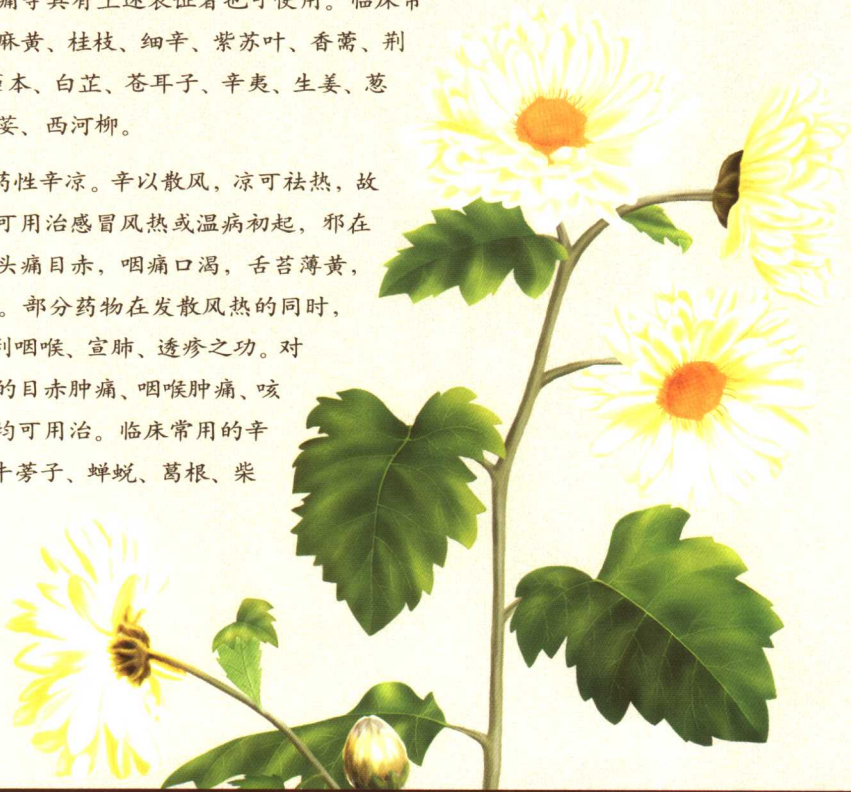 痛等具有上述表证者也可使用。临床常
麻黄、桂枝、细辛、紫苏叶、香薷、荆
本、白芷、苍耳子、辛夷、生姜、葱
荽、西河柳。
药性辛凉。辛以散风，凉可祛热，故
可用治感冒风热或温病初起，邪在
头痛目赤，咽痛口渴，舌苔薄黄，
。部分药物在发散风热的同时，
利咽喉、宣肺、透疹之功。对
的目赤肿痛、咽喉肿痛、咳
均可用治。临床常用的辛
牛蒡子、蝉蜕、葛根、柴